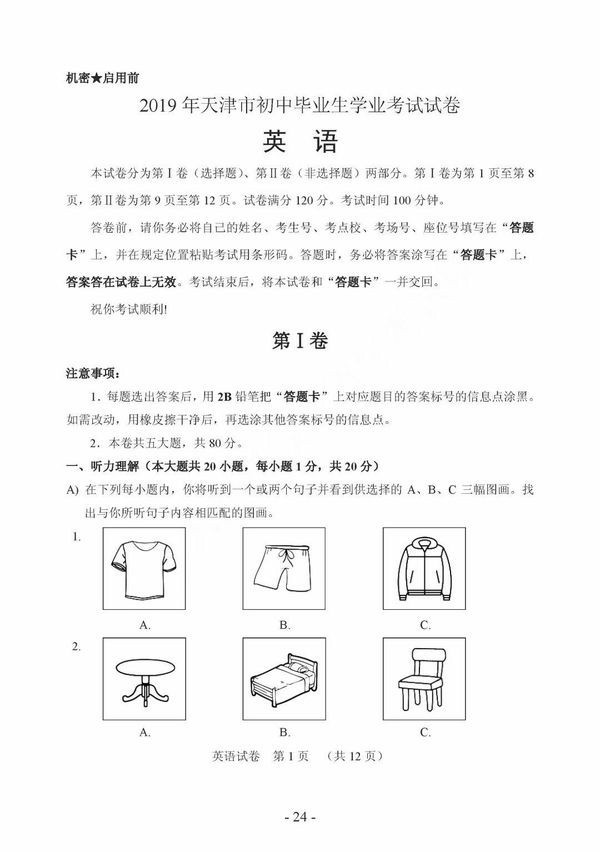 机密★启用前
2019 年天津市初中毕业生学业考试试卷
英 语
本试卷分为第Ⅰ卷（选择题）、第Ⅱ卷（非选择题）两部分。第Ⅰ卷为第 1 页至第 8
页，第Ⅱ卷为第 9 页至第 12 页。试卷满分 120 分。考试时间 100 分钟。
答卷前，请你务必将自己的姓名、考生号、考点校、考场号、座位号填写在“答题
卡”上，并在规定位置粘贴考试用条形码。答题时，务必将答案涂写在“答题卡”上，
答案答在试卷上无效。考试结束后，将本试卷和“答题卡”一并交回。
祝你考试顺利!
第Ⅰ卷
注意事项：
1．每题选出答案后，用 2B 铅笔把“答题卡”上对应题目的答案标号的信息点涂黑。
如需改动，用橡皮擦干净后，再选涂其他答案标号的信息点。
2．本卷共五大题，共 80 分。
一、听力理解（本大题共 20 小题，每小题 1 分，共 20 分）
A) 在下列每小题内，你将听到一个或两个句子并看到供选择的 A、B、C 三幅图画。找
出与你所听句子内容相匹配的图画。
1.
A. B. C.
2.
A. B. C.
英语试卷 第 1 页 （共 12 页）
- 24 -